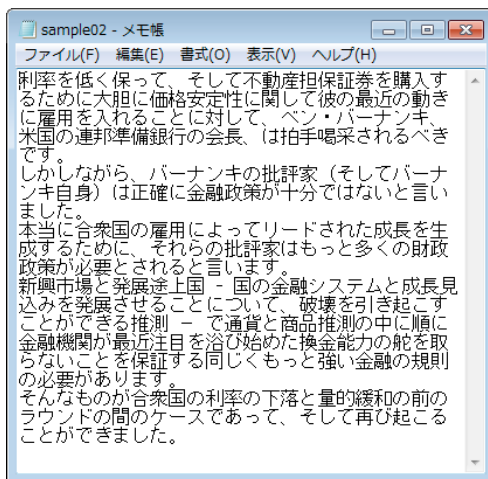 sample02 - メモ帳
ファイル(F) 編集(E) 書式(O) 表示(V) ヘルプ(H)
利率を低く保って、そして不動産担保証券を購入す
るために大胆に価格安定性に関して彼の最近の動き
に雇用を入れることに対して、ベン・バーナンキ、
米国の連邦準備銀行の会長、は拍手喝采されるべき
です。
しかしながら、バーナンキの批評家(そしてバーナ
ンキ自身)は正確に金融政策が十分ではないと言い
ました。
本当に合衆国の雇用によってリードされた成長を生
成するために、それらの批評家はもっと多くの財政
政策が必要とされると言います。
新興市場と発展途上国 - 国の金融システムと成長見
込みを発展させることについて、破壊を引き起こす
ことができる推測 − で通貨と商品推測の中に順に
金融機関が最近注目を浴び始めた換金能力の舵を取
らないことを保証する同じくもっと強い金融の規則
の必要があります。
そんなものが合衆国の利率の下落と量的緩和の前の
ラウンドの間のケースであって、そして再び起こる
ことができました。